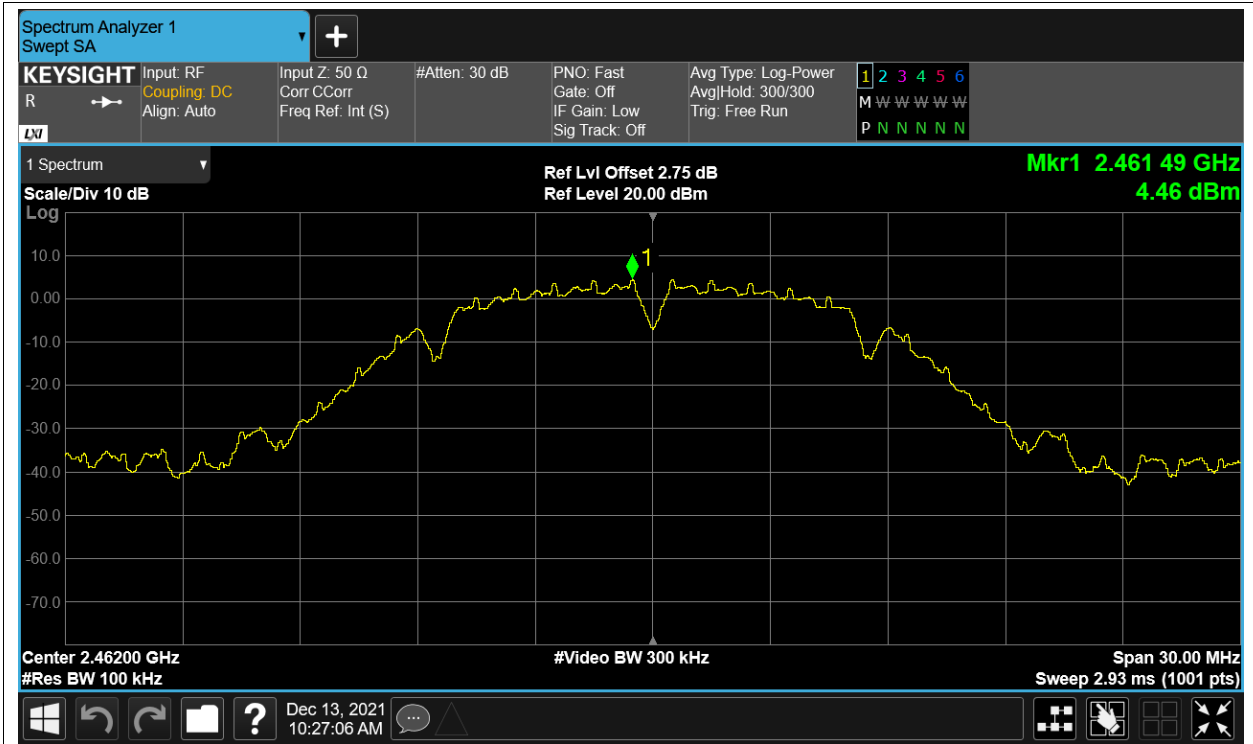 Spectrum Analyzer 1
Swept SA
+
KEYSIGHT
R
LXI
Input: RF
Coupling: DC
Align: Auto
Input Z: 50 Ω
Corr CCorr
Freq Ref: Int (S)
#Atten: 30 dB
PNO: Fast
Gate: Off
IF Gain: Low
Sig Track: Off
Avg Type: Log-Power
Avg|Hold: 300/300
Trig: Free Run
1 2 3 4 5 6
M W W W W W
P N N N N N
1 Spectrum
Scale/Div 10 dB
Log
Ref Lvl Offset 2.75 dB
Ref Level 20.00 dBm
Mkr1 2.461 49 GHz
4.46 dBm
1
10.0
0.00
-10.0
-20.0
-30.0
-40.0
-50.0
-60.0
-70.0
Center 2.46200 GHz
#Res BW 100 kHz
#Video BW 300 kHz
Span 30.00 MHz
Sweep 2.93 ms (1001 pts)
?
Dec 13, 2021
10:27:06 AM